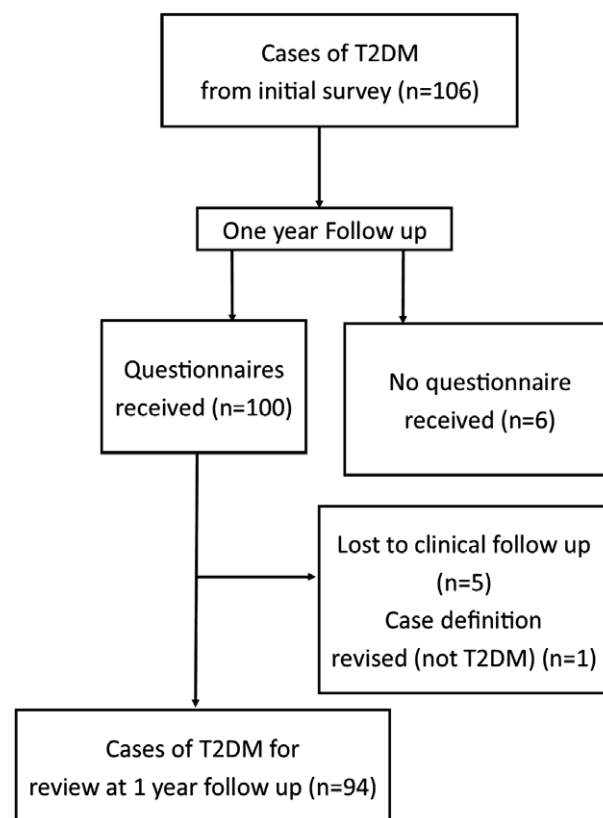 Cases of T2DM
from initial survey (n=106)
One year Follow up
Questionnaires
received (n=100)
No questionnaire
received (n=6)
Lost to clinical follow up
(n=5)
Case definition
revised (not T2DM) (n=1)
Cases of T2DM for
review at 1 year follow up (n=94)